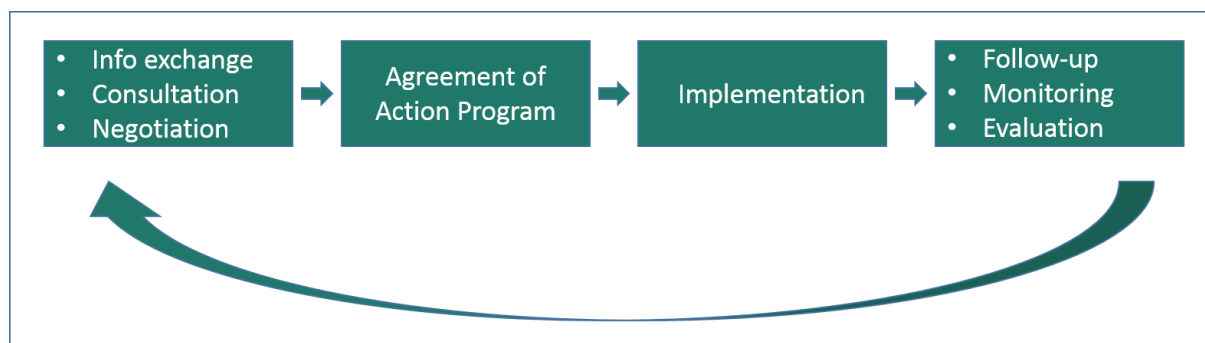 • Info exchange
• Consultation
• Negotiation
Agreement of
Action Program
Implementation
• Follow-up
• Monitoring
• Evaluation